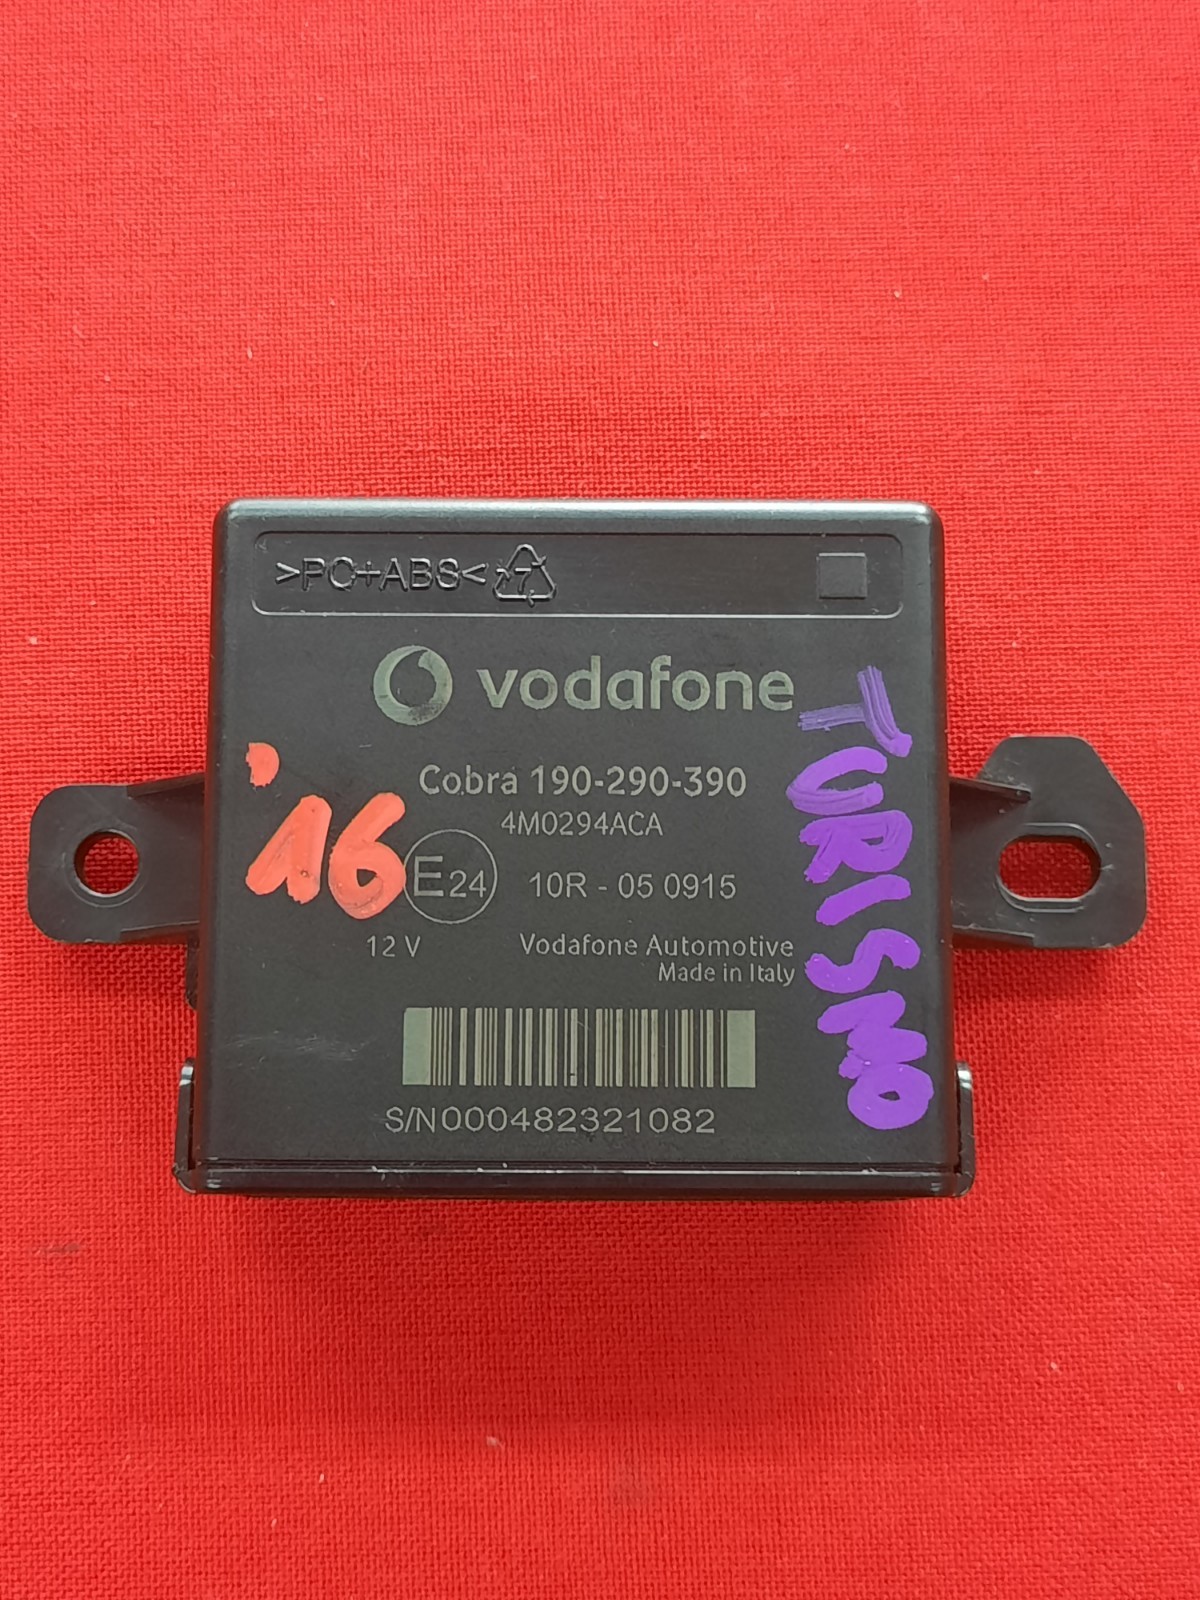 >PC+ABS<
vodafone
Cobra 190-290-390
4M0294ACA
'16
E24 10R - 05 0915
12 V
Vodafone Automotive
Made in Italy
S/N000482321082
TURISMO